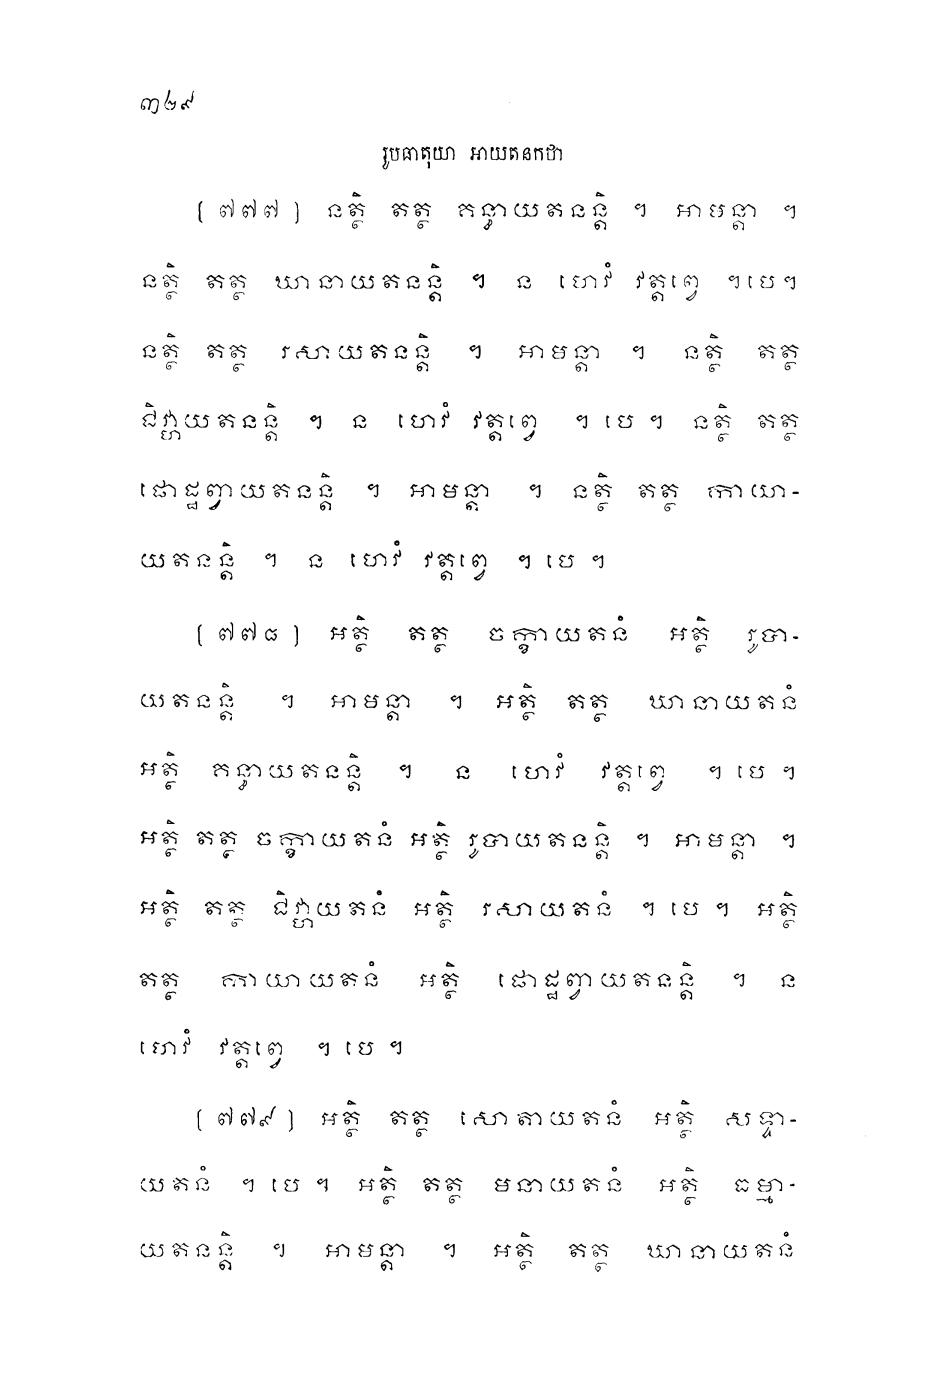 ៣២៩
រូបធាតុយា អាយតនកថា
[៧៧៧] នត្ថិ តត្ថ គន្ធាយតនន្តិ ។ អាមន្តា ។
នត្ថិ តត្ថ ឃានាយតនន្តិ ។ ន ហេវំ វត្តព្វេ ។បេ។
នត្ថិ តត្ថ រសាយតនន្តិ ។ អាមន្តា ។ នត្ថិ តត្ថ
ជិវ្ហាយតនន្តិ ។ ន ហេវំ វត្តព្វេ ។ បេ ។ នត្ថិ តត្ថ
ផោដ្ឋព្វាយតនន្តិ ។ អាមន្តា ។ នត្ថិ តត្ថ កាយា-
យតនន្តិ ។ ន ហេវំ វត្តព្វេ ។ បេ ។
[៧៧៨] អត្ថិ តត្ថ ចក្ខាយតនំ អត្ថិ រូបា-
យតនន្តិ ។ អាមន្តា ។ អត្ថិ តត្ថ ឃានាយតនំ
អត្ថិ គន្ធាយតនន្តិ ។ ន ហេវំ វត្តព្វេ ។ បេ ។
អត្ថិ តត្ថ ចក្ខាយតនំ អត្ថិ រូបាយតនន្តិ ។ អាមន្តា ។
អត្ថិ តត្ថ ជិវ្ហាយតនំ អត្ថិ រសាយតនំ ។ បេ ។ អត្ថិ
តត្ថ កាយាយតនំ អត្ថិ ផោដ្ឋព្វាយតនន្តិ ។ ន
ហេវំ វត្តព្វេ ។ បេ ។
[៧៧៩] អត្ថិ តត្ថ សោតាយតនំ អត្ថិ សទ្ទា-
យតនំ ។ បេ ។ អត្ថិ តត្ថ មនាយតនំ អត្ថិ ធម្មា-
យតនន្តិ ។ អាមន្តា ។ អត្ថិ តត្ថ ឃានាយតនំ